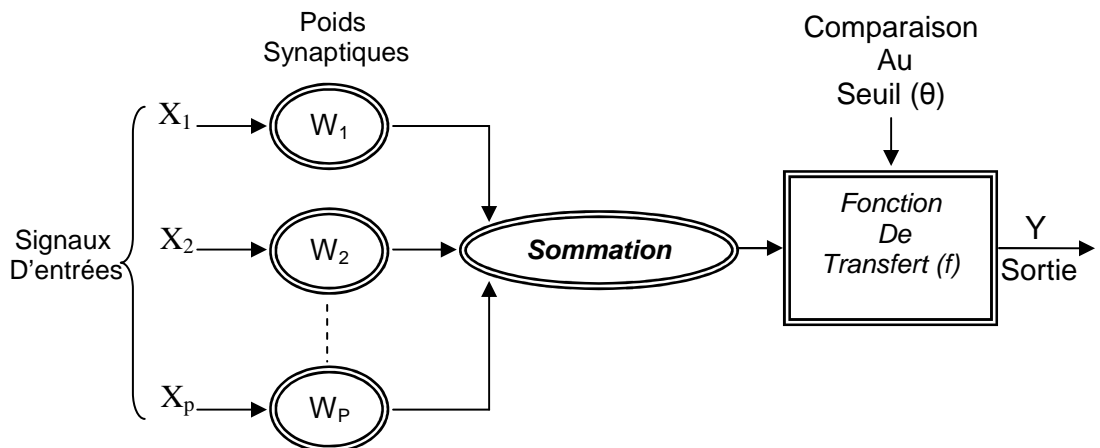 Poids
Synaptiques
Comparaison
Au
Seuil (θ)
X1
W1
Signaux
D'entrées
X2
W2
Sommation
Fonction
De
Transfert (f)
Y
Sortie
Xp
WP